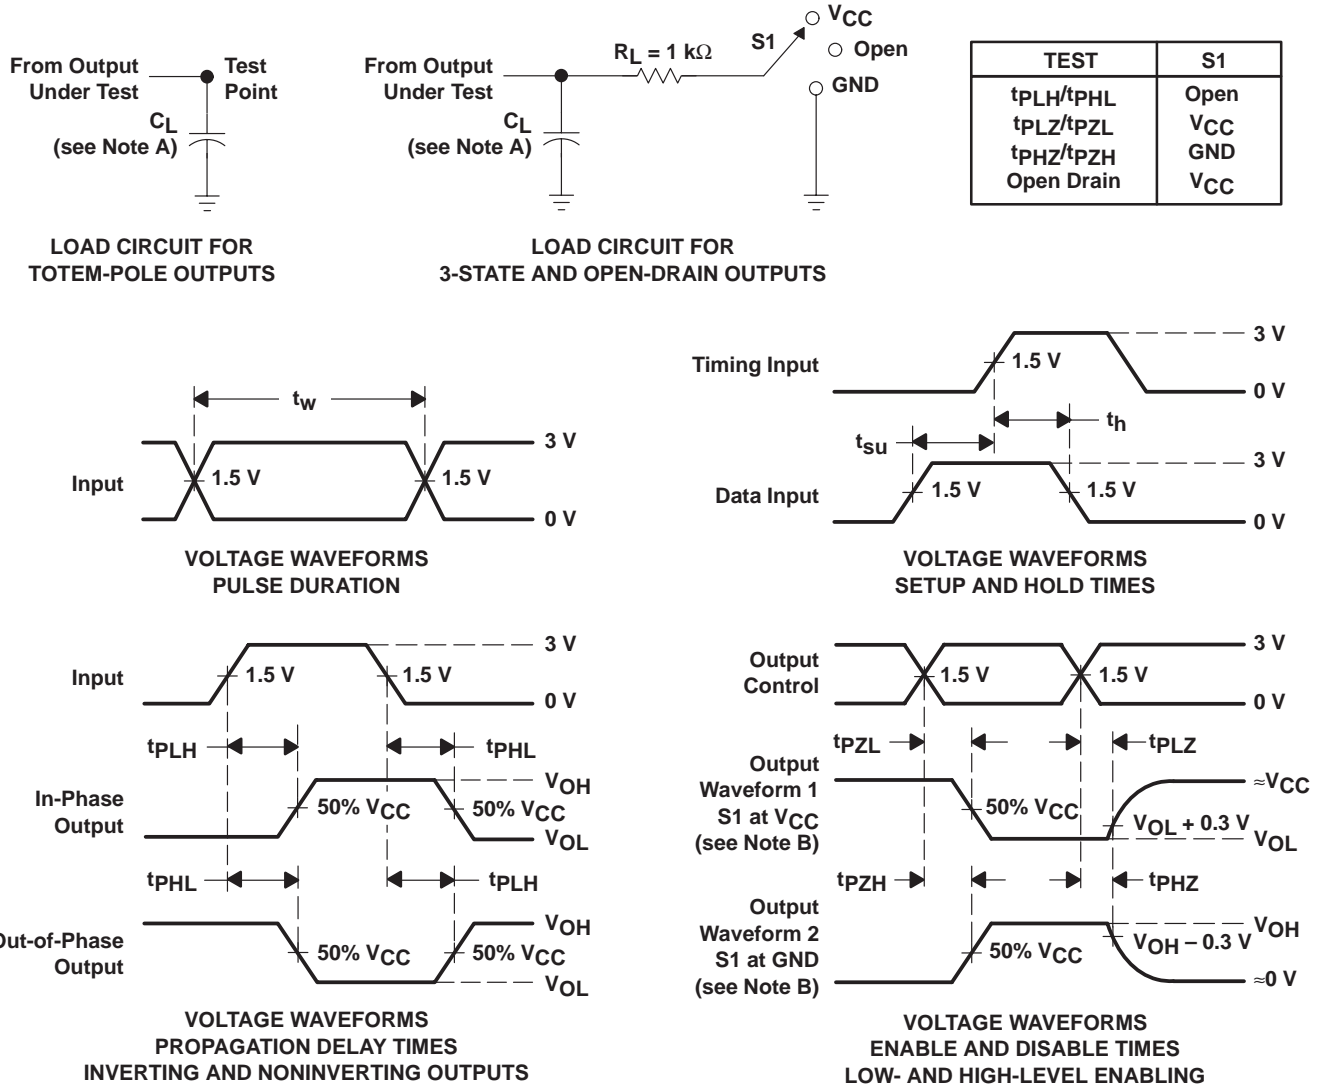 From Output
Under Test
Test
Point
CL
(see Note A)
LOAD CIRCUIT FOR
TOTEM-POLE OUTPUTS
From Output
Under Test
RL = 1 kΩ
S1
VCC
Open
GND
CL
(see Note A)
LOAD CIRCUIT FOR
3-STATE AND OPEN-DRAIN OUTPUTS
TEST S1
tPLH/tPHL Open
tPLZ/tPZL VCC
tPHZ/tPZH GND
Open Drain VCC
tw
Input
1.5 V
1.5 V
3 V
0 V
VOLTAGE WAVEFORMS
PULSE DURATION
Timing Input
1.5 V
3 V
0 V
tsu
th
Data Input
1.5 V
1.5 V
3 V
0 V
VOLTAGE WAVEFORMS
SETUP AND HOLD TIMES
Input
1.5 V
1.5 V
3 V
0 V
tPLH
tPHL
In-Phase
Output
50% VCC
50% VCC
VOH
VOL
tPHL
tPLH
Out-of-Phase
Output
50% VCC
50% VCC
VOH
VOL
VOLTAGE WAVEFORMS
PROPAGATION DELAY TIMES
INVERTING AND NONINVERTING OUTPUTS
Output
Control
1.5 V
1.5 V
3 V
0 V
tPZL
tPLZ
Output
Waveform 1
S1 at VCC
(see Note B)
50% VCC
VOL + 0.3 V
≈VCC
VOL
tPZH
tPHZ
Output
Waveform 2
S1 at GND
(see Note B)
50% VCC
VOH − 0.3 V
VOH
≈0 V
VOLTAGE WAVEFORMS
ENABLE AND DISABLE TIMES
LOW- AND HIGH-LEVEL ENABLING